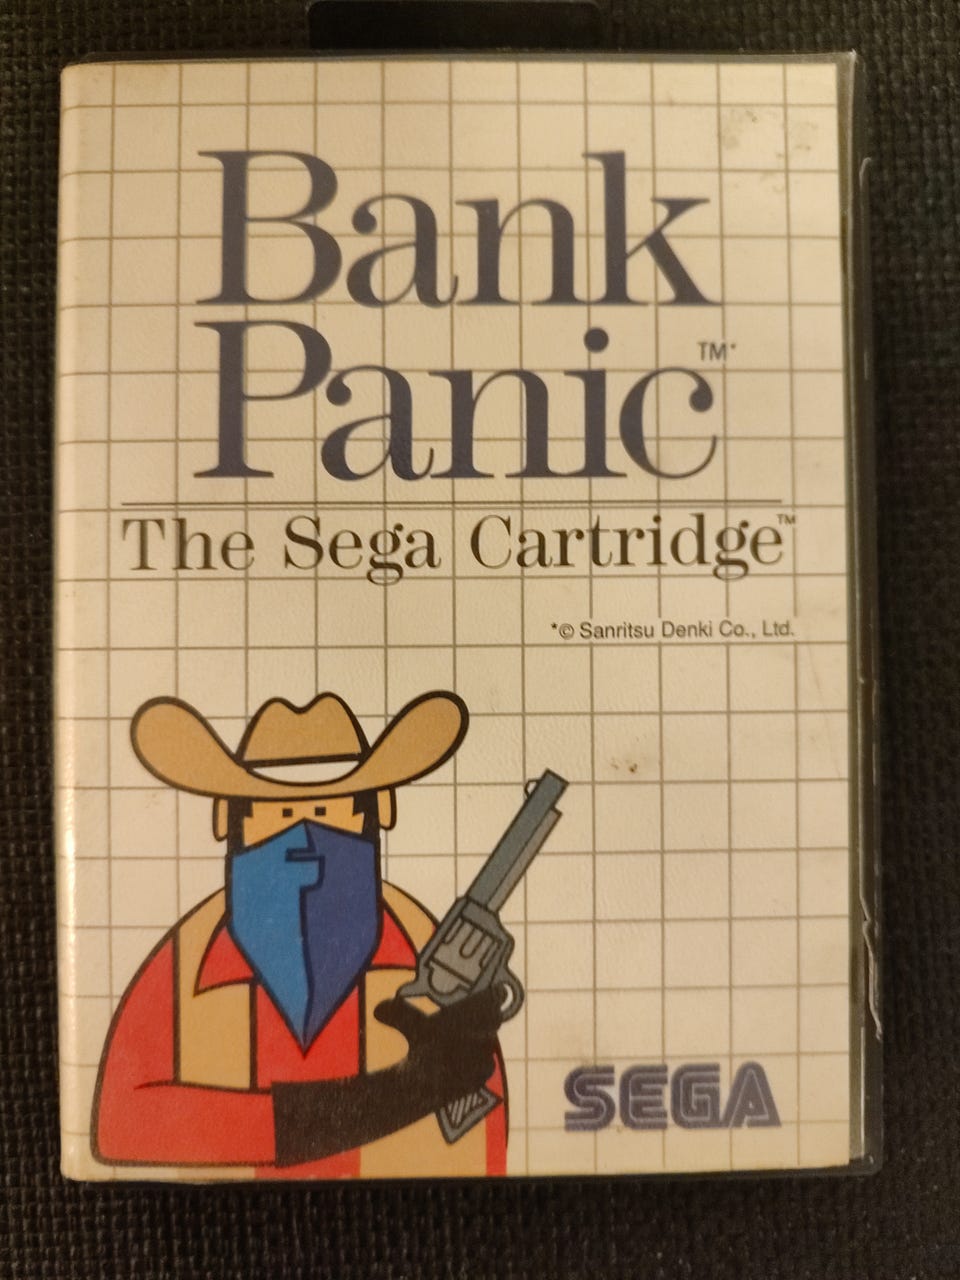 Bank
Panic™*
The Sega Cartridge™
*© Sanritsu Denki Co., Ltd.
SEGA